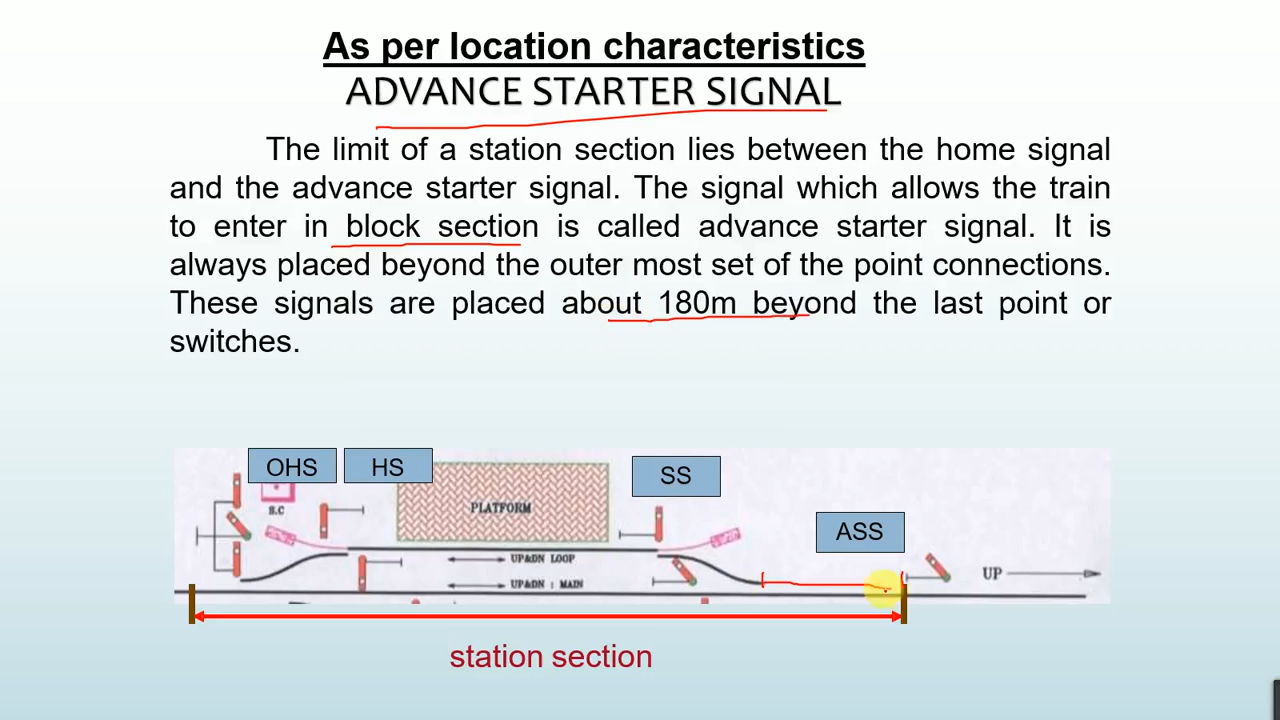 As per location characteristics
ADVANCE STARTER SIGNAL
The limit of a station section lies between the home signal
and the advance starter signal. The signal which allows the train
to enter in block section is called advance starter signal. It is
always placed beyond the outer most set of the point connections.
These signals are placed about 180m beyond the last point or
switches.
OHS
HS
SS
S.C
PLATFORM
ASS
UP&DN LOOP
UP&DN : MAIN
UP
station section